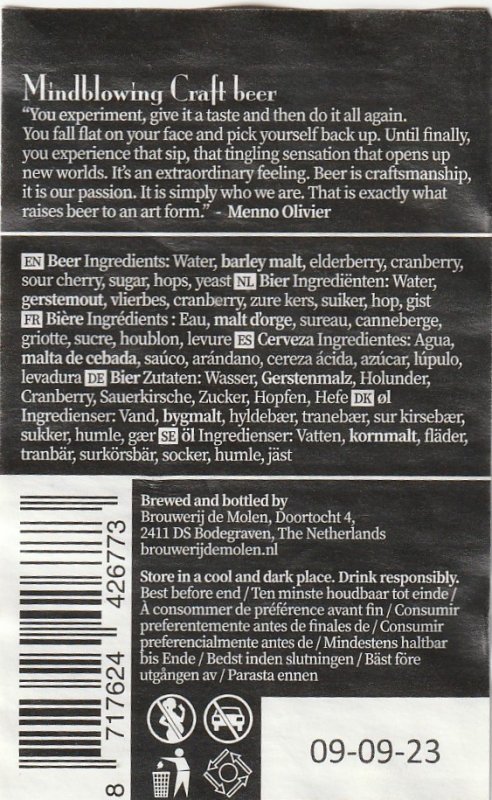 Mindblowing Craft beer
“You experiment, give it a taste and then do it all again.
You fall flat on your face and pick yourself back up. Until finally,
you experience that sip, that tingling sensation that opens up
new worlds. It’s an extraordinary feeling. Beer is craftsmanship,
it is our passion. It is simply who we are. That is exactly what
raises beer to an art form.” - Menno Olivier
EN Beer Ingredients: Water, barley malt, elderberry, cranberry,
sour cherry, sugar, hops, yeast NL Bier Ingrediënten: Water,
gerstemout, vlierbes, cranberry, zure kers, suiker, hop, gist
FR Bière Ingrédients : Eau, malt d'orge, sureau, canneberge,
griotte, sucre, houblon, levure ES Cerveza Ingredientes: Agua,
malta de cebada, saúco, arándano, cereza ácida, azúcar, lúpulo,
levadura DE Bier Zutaten: Wasser, Gerstenmalz, Holunder,
Cranberry, Sauerkirsche, Zucker, Hopfen, Hefe DK øl
Ingredienser: Vand, bygmalt, hyldebær, tranebær, sur kirsebær,
sukker, humle, gær SE öl Ingredienser: Vatten, kornmalt, fläder,
tranbär, surkörsbär, socker, humle, jäst
Brewed and bottled by
Brouwerij de Molen, Doortocht 4,
2411 DS Bodegraven, The Netherlands
brouwerijdemolen.nl
Store in a cool and dark place. Drink responsibly.
Best before end / Ten minste houdbaar tot einde /
À consommer de préférence avant fin / Consumir
preferentemente antes de finales de / Consumir
preferencialmente antes de / Mindestens haltbar
bis Ende / Bedst inden slutningen / Bäst före
utgången av / Parasta ennen
09-09-23
8 717624 426773